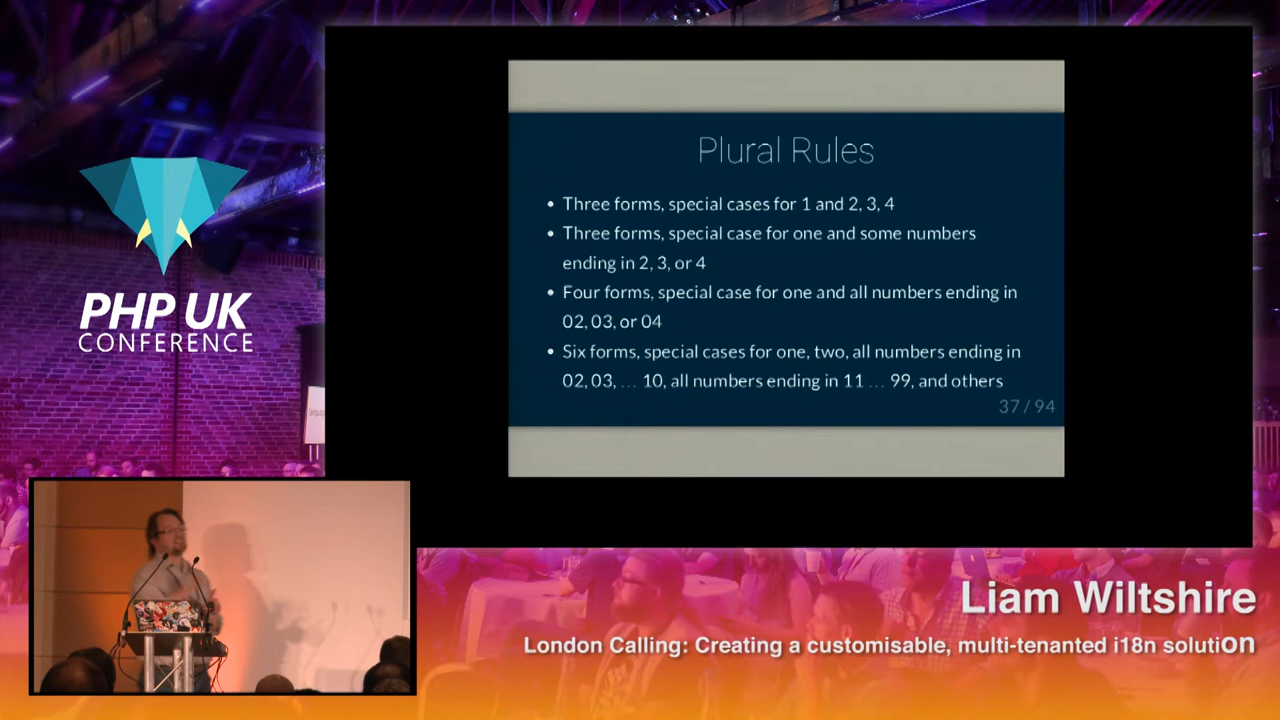 PHP UK
CONFERENCE
Plural Rules
• Three forms, special cases for 1 and 2, 3, 4
• Three forms, special case for one and some numbers
ending in 2, 3, or 4
• Four forms, special case for one and all numbers ending in
02, 03, or 04
• Six forms, special cases for one, two, all numbers ending in
02, 03, … 10, all numbers ending in 11 … 99, and others
37 / 94
Liam Wiltshire
London Calling: Creating a customisable, multi-tenanted i18n solution